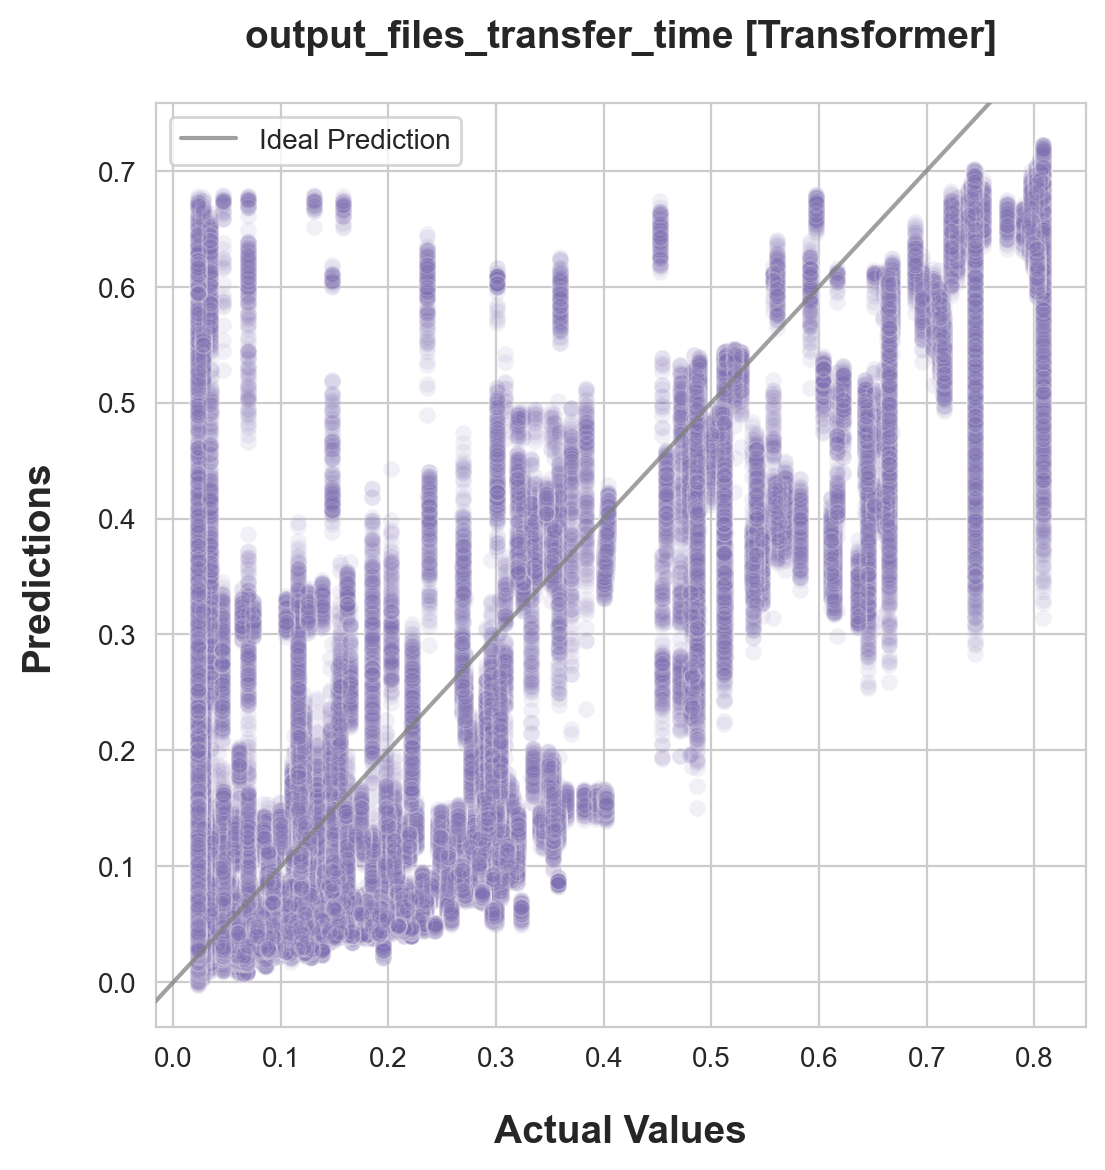 output_files_transfer_time [Transformer]
Ideal Prediction
0.7
0.6
0.5
0.4
0.3
0.2
0.1
0.0
Predictions
0.0 0.1 0.2 0.3 0.4 0.5 0.6 0.7 0.8
Actual Values